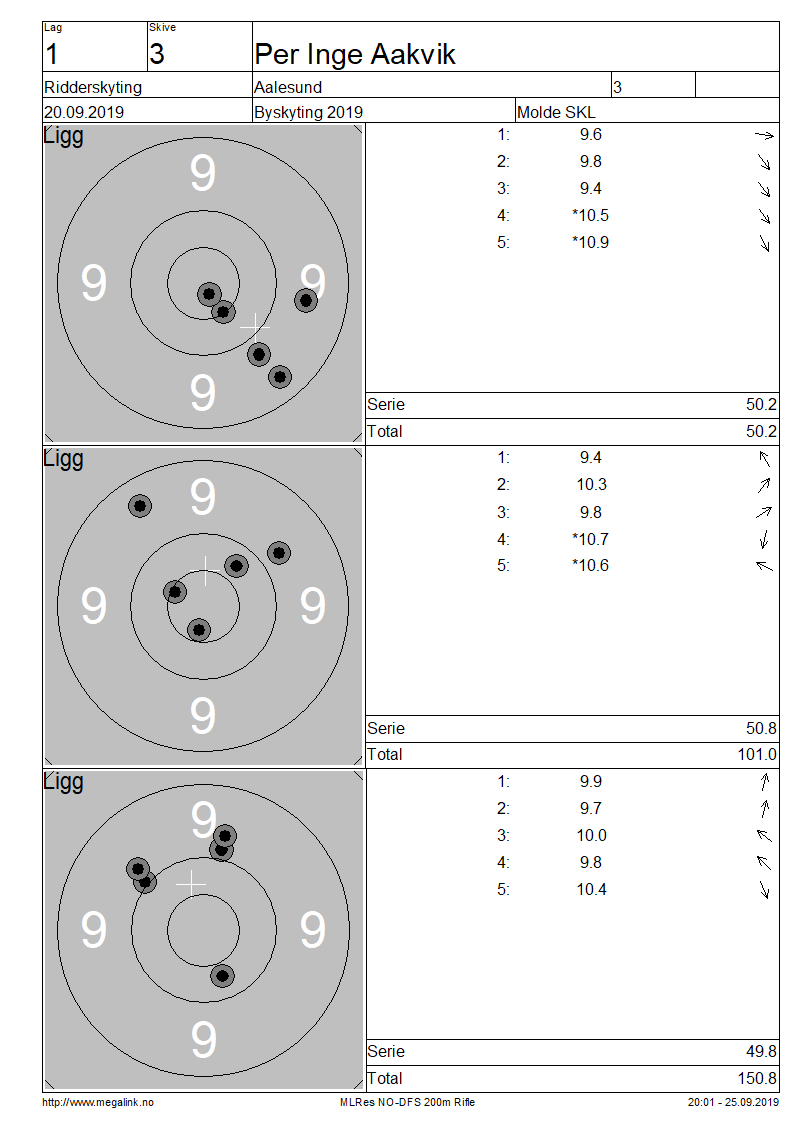 Lag
Skive
1
3
Per Inge Aakvik
Ridderskyting
Aalesund
3
20.09.2019
Byskyting 2019
Molde SKL
Ligg
9
9 9
9
1: 9.6
2: 9.8
3: 9.4
4: *10.5
5: *10.9
Serie 50.2
Total 50.2
Ligg
9
9 9
9
1: 9.4
2: 10.3
3: 9.8
4: *10.7
5: *10.6
Serie 50.8
Total 101.0
Ligg
9
9 9
9
1: 9.9
2: 9.7
3: 10.0
4: 9.8
5: 10.4
Serie 49.8
Total 150.8
http://www.megalink.no
MLRes NO-DFS 200m Rifle
20:01 - 25.09.2019